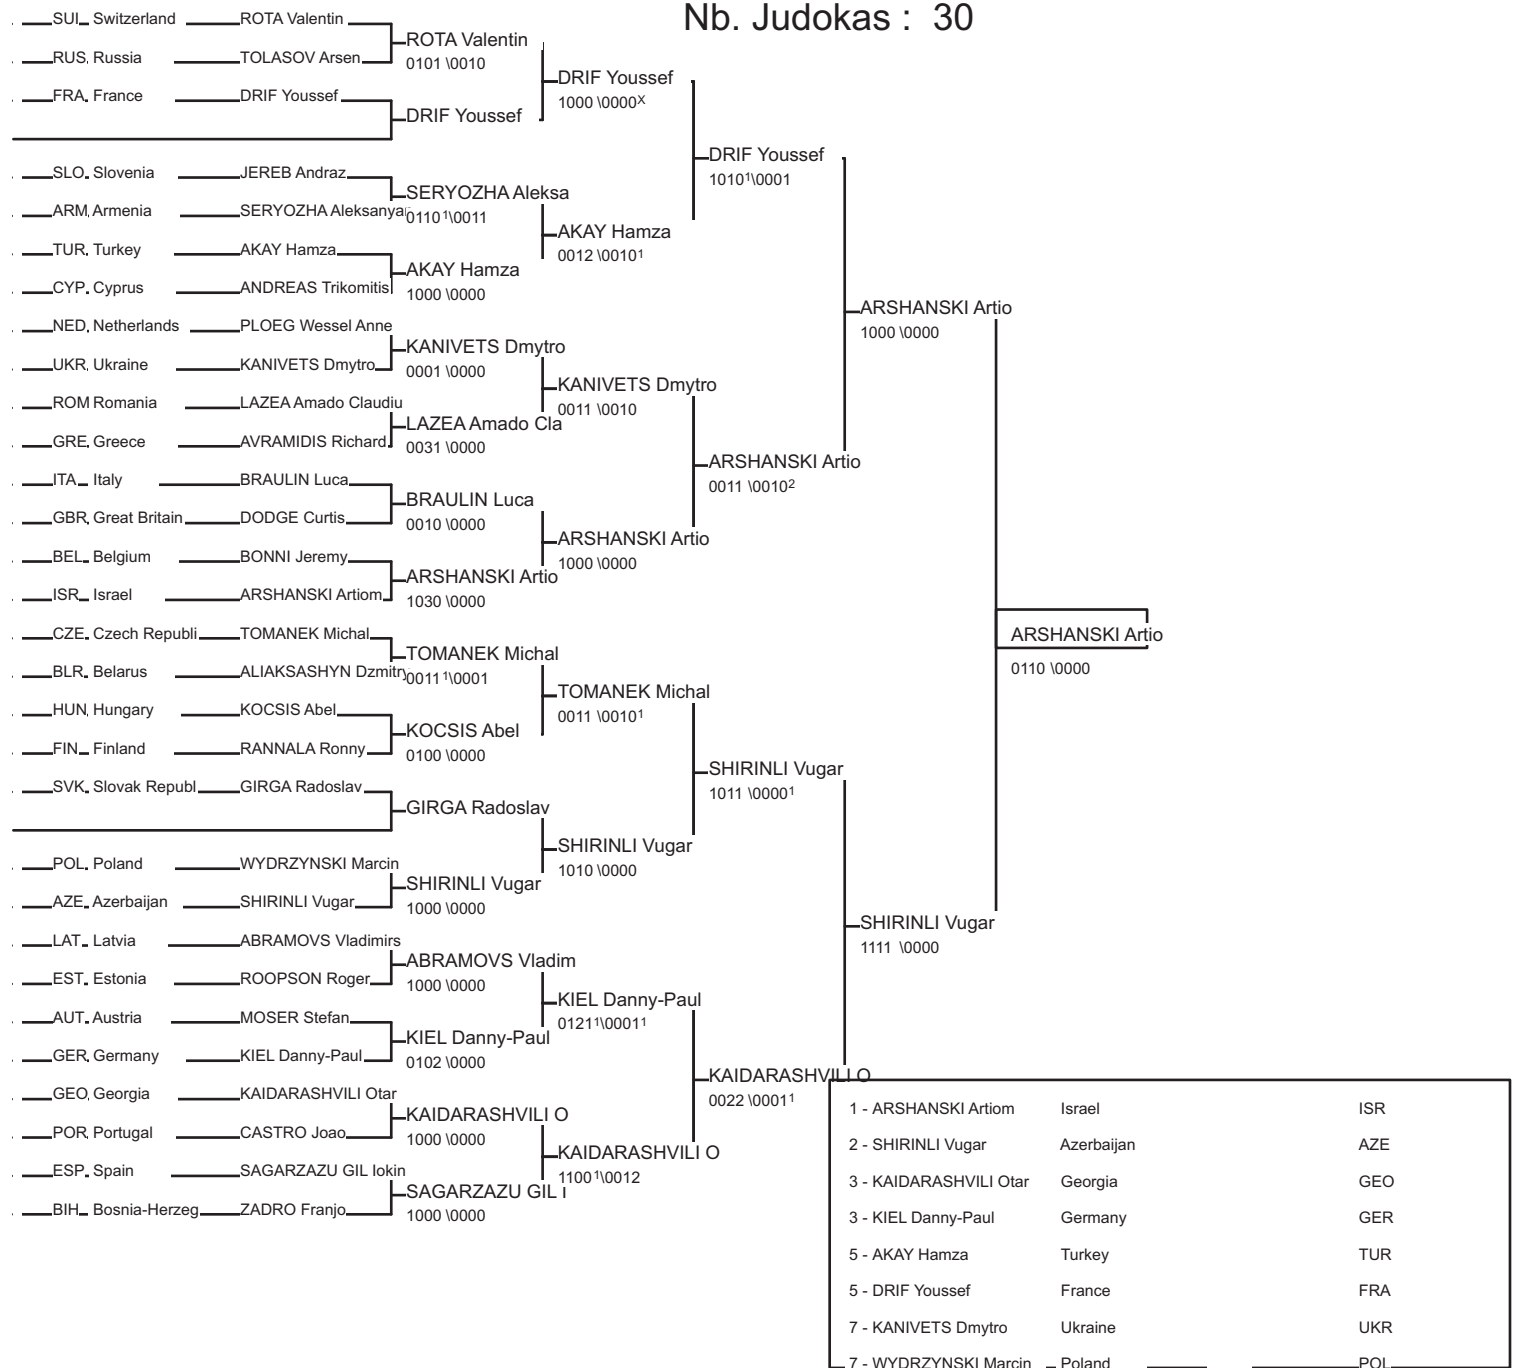 Nb. Judokas : 30
SUI Switzerland ROTA Valentin
ROTA Valentin
0101 \0010
RUS Russia TOLASOV Arsen
DRIF Youssef
1000 \0000X
FRA France DRIF Youssef
DRIF Youssef
DRIF Youssef
1010¹\0001
SLO Slovenia JEREB Andraz
SERYOZHA Aleksa
0110¹\0011
ARM Armenia SERYOZHA Aleksanya
AKAY Hamza
0012 \0010¹
TUR Turkey AKAY Hamza
AKAY Hamza
1000 \0000
CYP Cyprus ANDREAS Trikomitis
ARSHANSKI Artio
1000 \0000
NED Netherlands PLOEG Wessel Anne
KANIVETS Dmytro
0001 \0000
UKR Ukraine KANIVETS Dmytro
KANIVETS Dmytro
0011 \0010
ROM Romania LAZEA Amado Claudiu
LAZEA Amado Cla
0031 \0000
GRE Greece AVRAMIDIS Richard
ARSHANSKI Artio
0011 \0010²
ITA Italy BRAULIN Luca
BRAULIN Luca
0010 \0000
GBR Great Britain DODGE Curtis
ARSHANSKI Artio
1000 \0000
BEL Belgium BONNI Jeremy
ARSHANSKI Artio
1030 \0000
ISR Israel ARSHANSKI Artiom
ARSHANSKI Artio
0110 \0000
CZE Czech Republi TOMANEK Michal
TOMANEK Michal
0011¹\0001
BLR Belarus ALIAKSASHYN Dzmitry
TOMANEK Michal
0011 \0010¹
HUN Hungary KOCSIS Abel
KOCSIS Abel
0100 \0000
FIN Finland RANNALA Ronny
SHIRINLI Vugar
1011 \0000¹
SVK Slovak Republ GIRGA Radoslav
GIRGA Radoslav
SHIRINLI Vugar
1010 \0000
POL Poland WYDRZYNSKI Marcin
SHIRINLI Vugar
1000 \0000
AZE Azerbaijan SHIRINLI Vugar
SHIRINLI Vugar
1111 \0000
LAT Latvia ABRAMOVS Vladimirs
ABRAMOVS Vladim
1000 \0000
EST Estonia ROOPSON Roger
KIEL Danny-Paul
0121¹\0001¹
AUT Austria MOSER Stefan
KIEL Danny-Paul
0102 \0000
GER Germany KIEL Danny-Paul
KAIDARASHVILI O
0022 \0001¹
GEO Georgia KAIDARASHVILI Otar
KAIDARASHVILI O
1000 \0000
POR Portugal CASTRO Joao
KAIDARASHVILI O
1100¹\0012
ESP Spain SAGARZAZU GIL Iokin
SAGARZAZU GIL I
1000 \0000
BIH Bosnia-Herzeg ZADRO Franjo
1 - ARSHANSKI Artiom Israel ISR
2 - SHIRINLI Vugar Azerbaijan AZE
3 - KAIDARASHVILI Otar Georgia GEO
3 - KIEL Danny-Paul Germany GER
5 - AKAY Hamza Turkey TUR
5 - DRIF Youssef France FRA
7 - KANIVETS Dmytro Ukraine UKR
7 - WYDRZYNSKI Marcin Poland POL